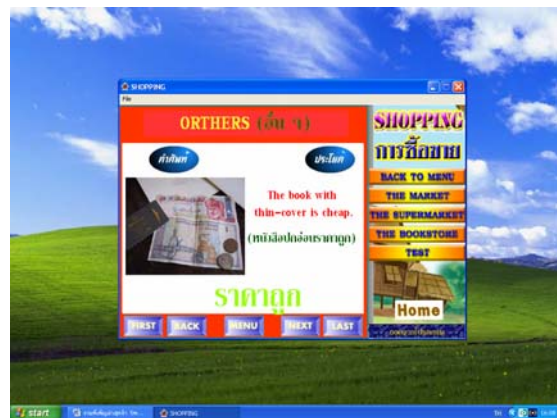 SHOPPING
File
ORTHERS (อื่น ๆ)
คำศัพท์
ประโยค
The book with
thin-cover is cheap.
(หนังสือปกอ่อนราคาถูก)
ราคาถูก
FIRST
BACK
MENU
NEXT
LAST
SHOPPING
การซื้อขาย
BACK TO MENU
THE MARKET
THE SUPERMARKET
THE BOOKSTORE
TEST
Home
start
SHOPPING
TH